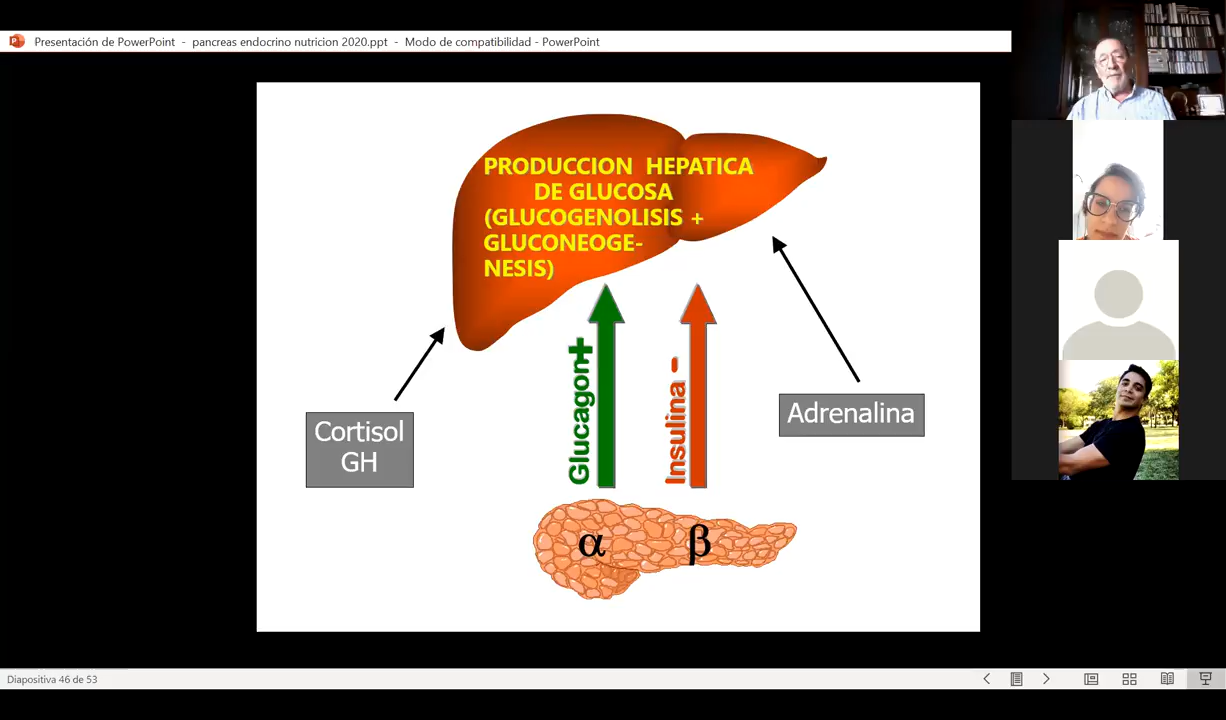 Presentación de PowerPoint - pancreas endocrino nutricion 2020.ppt - Modo de compatibilidad - PowerPoint
PRODUCCION HEPATICA
DE GLUCOSA
(GLUCOGENOLISIS +
GLUCONEOGE-
NESIS)
Glucagon+
Insulina -
Cortisol
GH
Adrenalina
α
β
Diapositiva 46 de 53